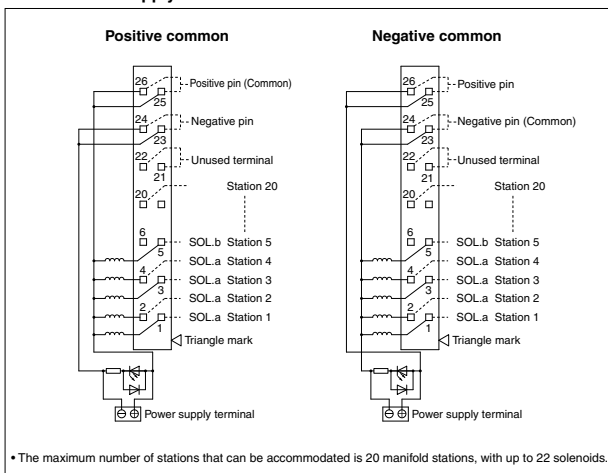 Positive common
26
Positive pin (Common)
25
24
Negative pin
23
22
Unused terminal
21
20
Station 20
6
SOL.b Station 5
5
SOL.a Station 4
4
SOL.a Station 3
3
SOL.a Station 2
2
SOL.a Station 1
1
Triangle mark
⊖ ⊕ Power supply terminal
Negative common
26
Positive pin
25
24
Negative pin (Common)
23
22
Unused terminal
21
20
Station 20
6
SOL.b Station 5
5
SOL.a Station 4
4
SOL.a Station 3
3
SOL.a Station 2
2
SOL.a Station 1
1
Triangle mark
⊖ ⊕ Power supply terminal
• The maximum number of stations that can be accommodated is 20 manifold stations, with up to 22 solenoids.